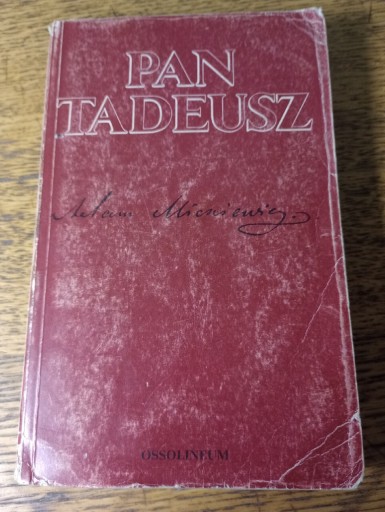 PAN
TADEUSZ
Adam Mickiewicz.
OSSOLINEUM